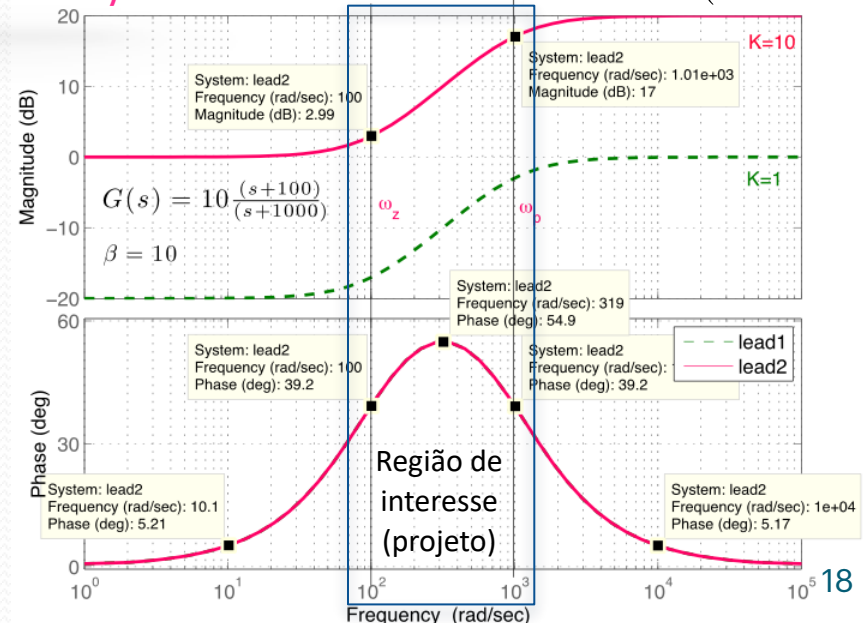 Magnitude (dB)
20
10
0
−10
−20
K=10
K=1
System: lead2
Frequency (rad/sec): 100
Magnitude (dB): 2.99
System: lead2
Frequency (rad/sec): 1.01e+03
Magnitude (dB): 17
G(s) = 10 (s+100)/(s+1000)
β = 10
ω_z
ω_p
Phase (deg)
60
30
0
System: lead2
Frequency (rad/sec): 319
Phase (deg): 54.9
lead1
lead2
System: lead2
Frequency (rad/sec): 100
Phase (deg): 39.2
System: lead2
Frequency (rad/sec):
Phase (deg): 39.2
Região de
interesse
(projeto)
System: lead2
Frequency (rad/sec): 10.1
Phase (deg): 5.21
System: lead2
Frequency (rad/sec): 1e+04
Phase (deg): 5.17
10^0 10^1 10^2 10^3 10^4 10^5
Frequency (rad/sec)
18